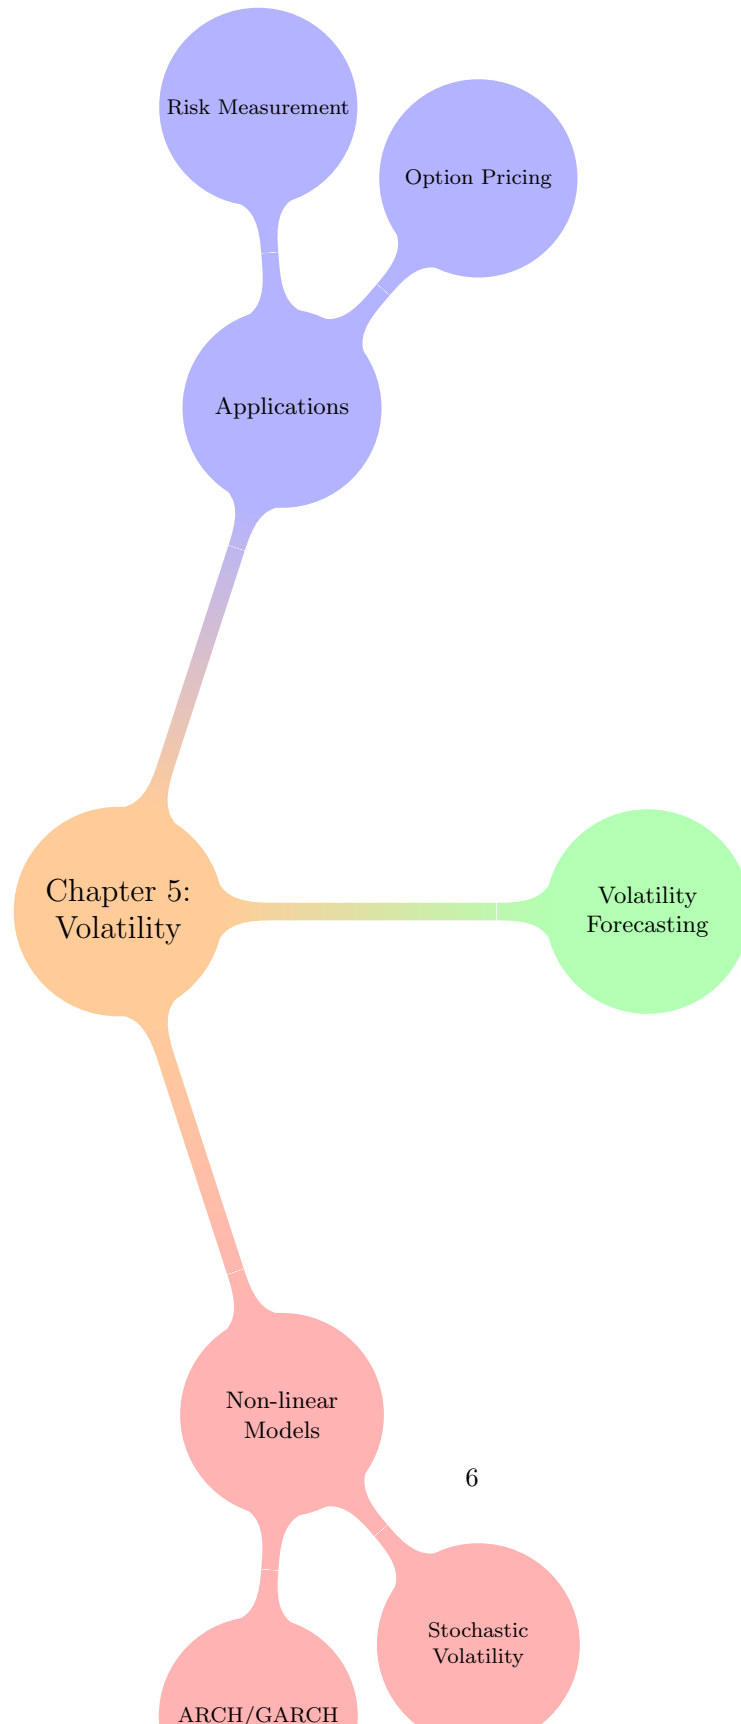 Risk Measurement
Option Pricing
Applications
Chapter 5:
Volatility
Volatility
Forecasting
Non-linear
Models
6
Stochastic
Volatility
ARCH/GARCH